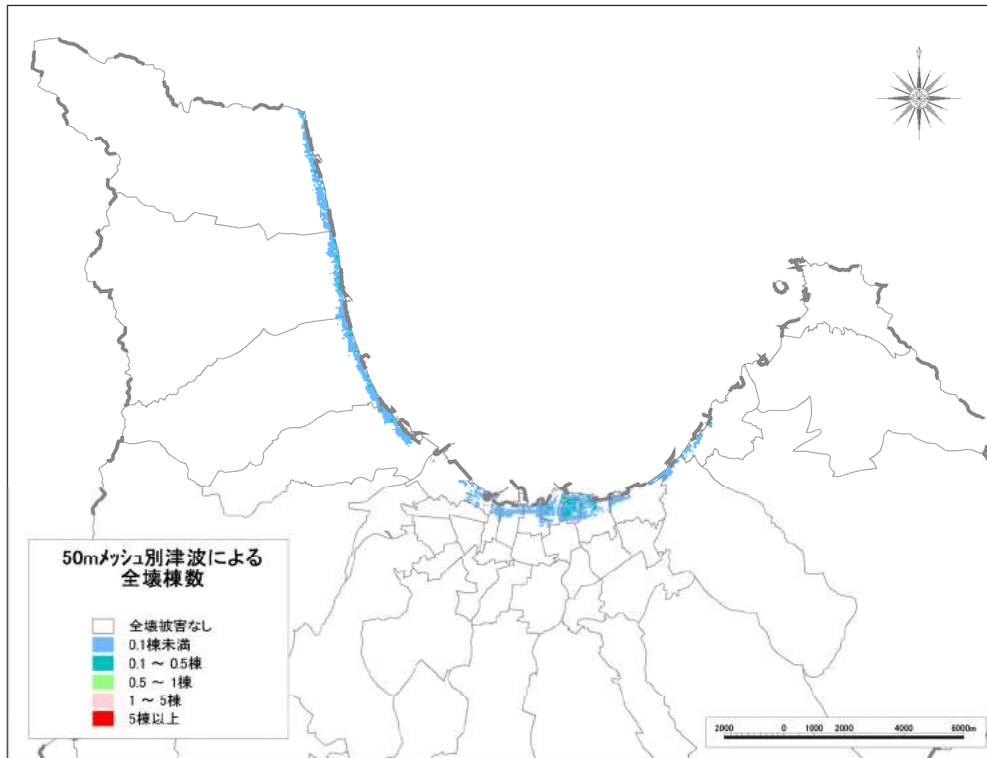 50mメッシュ別津波による
全壊棟数
全壊被害なし
0.1棟未満
0.1 ～ 0.5棟
0.5 ～ 1棟
1 ～ 5棟
5棟以上
2000 0 1000 2000 4000 6000m